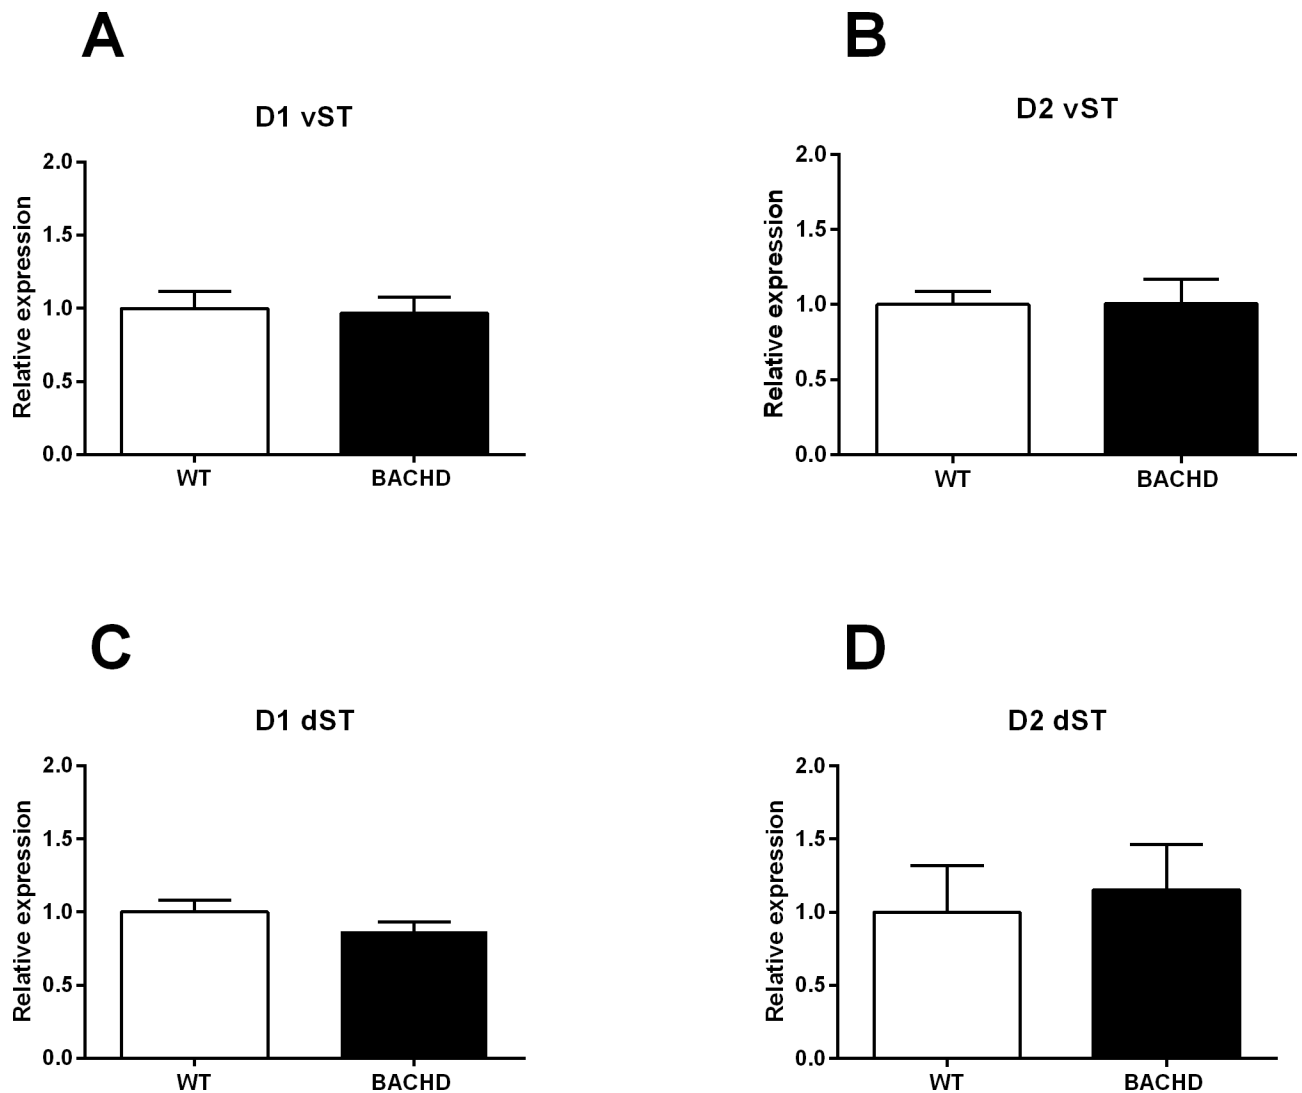 A
D1 vST
Relative expression
2.0
1.5
1.0
0.5
0.0
WT
BACHD
B
D2 vST
Relative expression
2.0
1.5
1.0
0.5
0.0
WT
BACHD
C
D1 dST
Relative expression
2.0
1.5
1.0
0.5
0.0
WT
BACHD
D
D2 dST
Relative expression
2.0
1.5
1.0
0.5
0.0
WT
BACHD